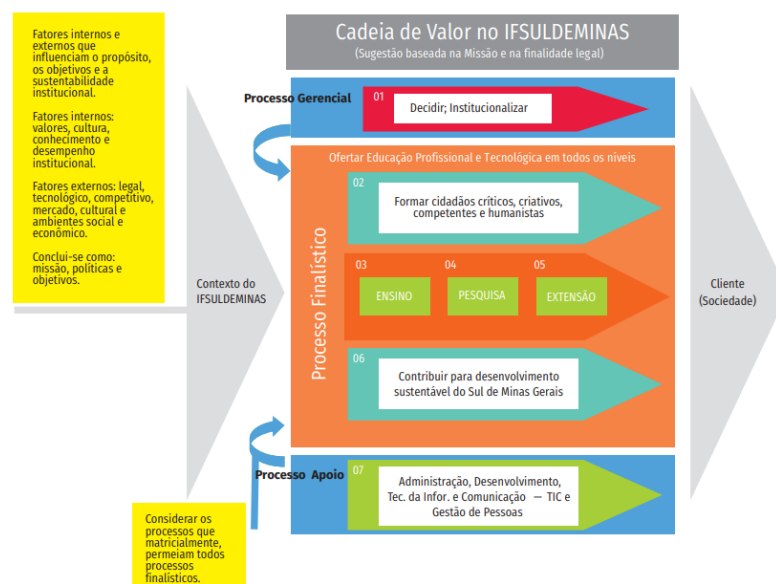 Cadeia de Valor no IFSULDEMINAS
(Sugestão baseada na Missão e na finalidade legal)
Fatores internos e
externos que
influenciam o propósito,
os objetivos e a
sustentabilidade
institucional.
Fatores internos:
valores, cultura,
conhecimento e
desempenho
institucional.
Fatores externos: legal,
tecnológico, competitivo,
mercado, cultural e
ambientes social e
econômico.
Conclui-se como:
missão, políticas e
objetivos.
Contexto do
IFSULDEMINAS
Processo Gerencial
01
Decidir; Institucionalizar
Processo Finalístico
Ofertar Educação Profissional e Tecnológica em todos os níveis
02
Formar cidadãos críticos, criativos,
competentes e humanistas
03 04 05
ENSINO PESQUISA EXTENSÃO
06
Contribuir para desenvolvimento
sustentável do Sul de Minas Gerais
Cliente
(Sociedade)
Processo Apoio
07
Administração, Desenvolvimento,
Tec. da Infor. e Comunicação — TIC e
Gestão de Pessoas
Considerar os
processos que
matricialmente,
permeiam todos
processos
finalísticos.